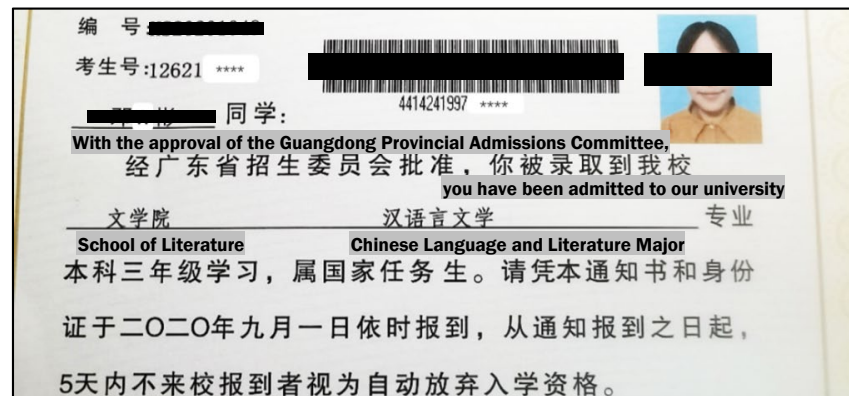 编 号:
考生号:12621 ****
4414241997 ****
同学:
With the approval of the Guangdong Provincial Admissions Committee,
经广东省招生委员会批准，你被录取到我校
you have been admitted to our university
文学院 汉语言文学 专业
School of Literature Chinese Language and Literature Major
本科三年级学习，属国家任务生。请凭本通知书和身份
证于二〇二〇年九月一日依时报到，从通知报到之日起，
5天内不来校报到者视为自动放弃入学资格。